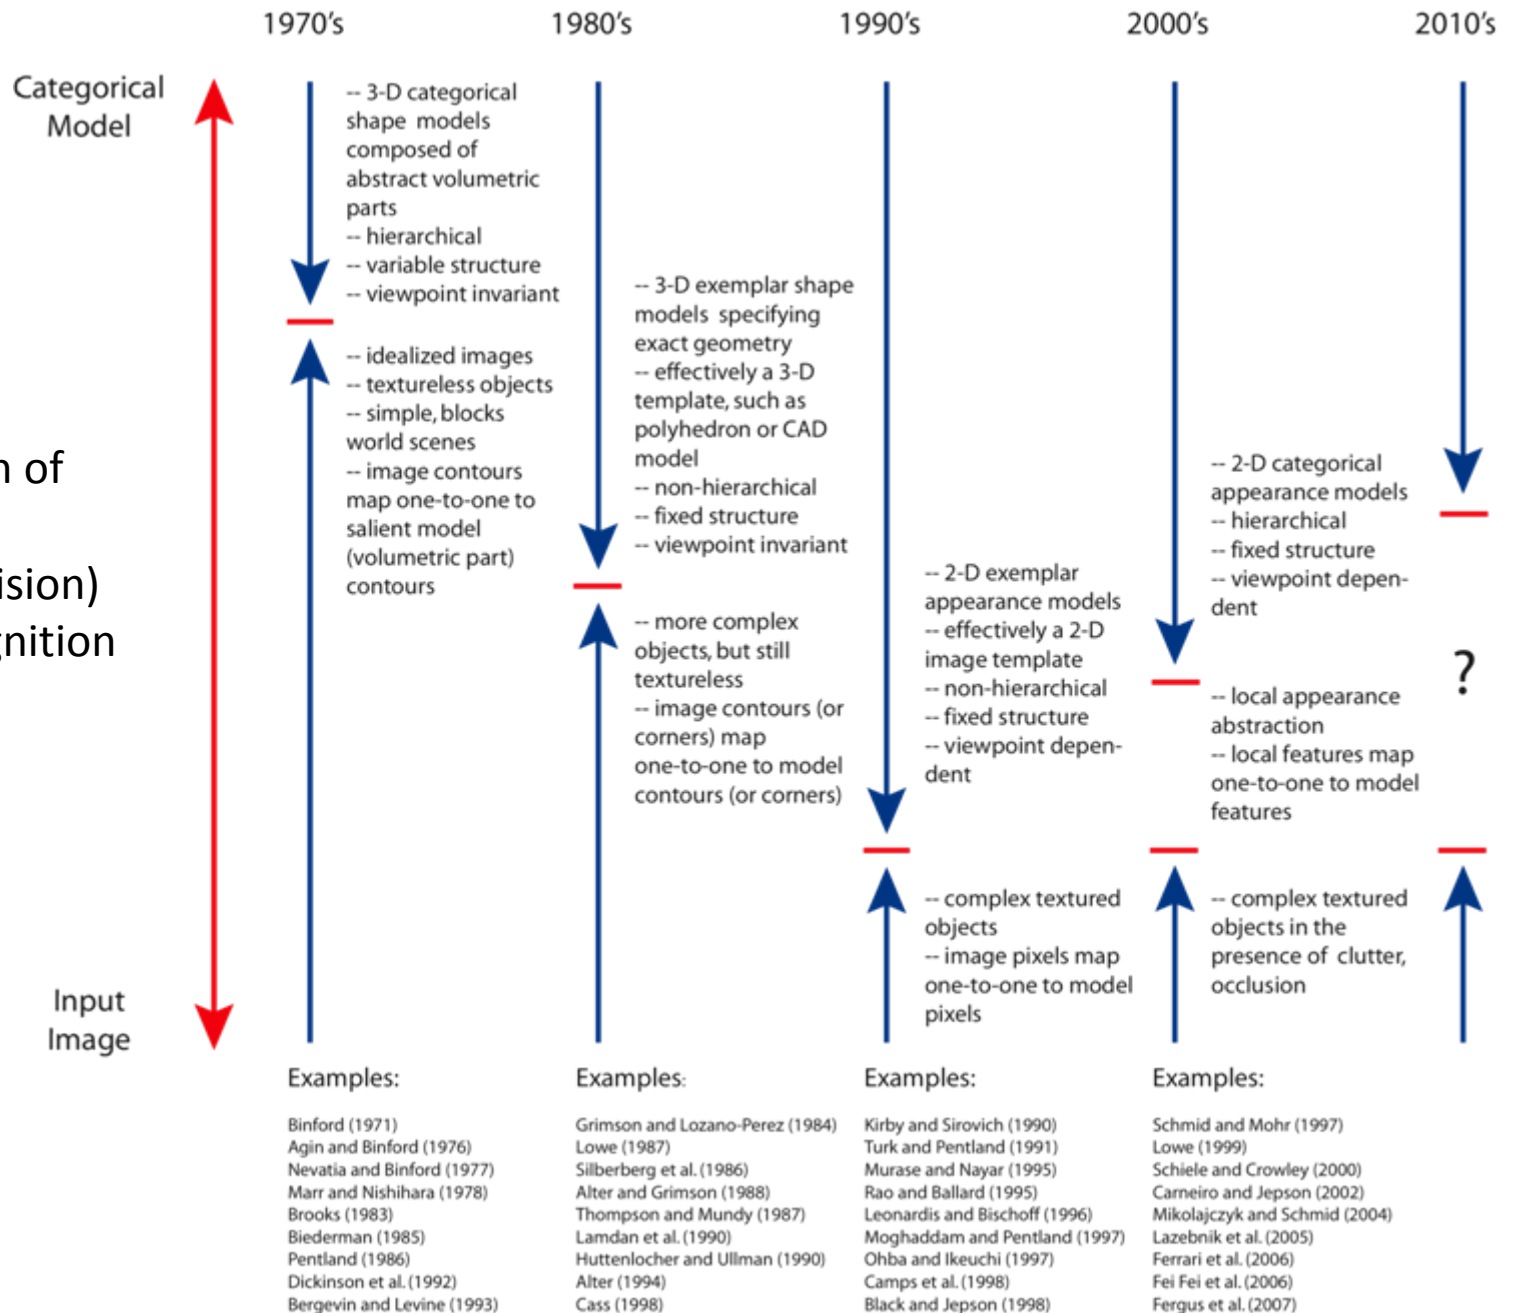 1970's
1980's
1990's
2000's
2010's
Categorical
Model
-- 3-D categorical
shape models
composed of
abstract volumetric
parts
-- hierarchical
-- variable structure
-- viewpoint invariant
-- idealized images
-- textureless objects
-- simple, blocks
world scenes
-- image contours
map one-to-one to
salient model
(volumetric part)
contours
-- 3-D exemplar shape
models specifying
exact geometry
-- effectively a 3-D
template, such as
polyhedron or CAD
model
-- non-hierarchical
-- fixed structure
-- viewpoint invariant
-- more complex
objects, but still
textureless
-- image contours (or
corners) map
one-to-one to model
contours (or corners)
-- 2-D exemplar
appearance models
-- effectively a 2-D
image template
-- non-hierarchical
-- fixed structure
-- viewpoint depen-
dent
-- complex textured
objects
-- image pixels map
one-to-one to model
pixels
-- 2-D categorical
appearance models
-- hierarchical
-- fixed structure
-- viewpoint depen-
dent
-- local appearance
abstraction
-- local features map
one-to-one to model
features
-- complex textured
objects in the
presence of clutter,
occlusion
?
of
Input
Image
Examples:
Binford (1971)
Agin and Binford (1976)
Nevatia and Binford (1977)
Marr and Nishihara (1978)
Brooks (1983)
Biederman (1985)
Pentland (1986)
Dickinson et al. (1992)
Bergevin and Levine (1993)
Examples:
Grimson and Lozano-Perez (1984)
Lowe (1987)
Silberberg et al. (1986)
Alter and Grimson (1988)
Thompson and Mundy (1987)
Lamdan et al. (1990)
Huttenlocher and Ullman (1990)
Alter (1994)
Cass (1998)
Examples:
Kirby and Sirovich (1990)
Turk and Pentland (1991)
Murase and Nayar (1995)
Rao and Ballard (1995)
Leonardis and Bischoff (1996)
Moghaddam and Pentland (1997)
Ohba and Ikeuchi (1997)
Camps et al. (1998)
Black and Jepson (1998)
Examples:
Schmid and Mohr (1997)
Lowe (1999)
Schiele and Crowley (2000)
Carneiro and Jepson (2002)
Mikolajczyk and Schmid (2004)
Lazebnik et al. (2005)
Ferrari et al. (2006)
Fei Fei et al. (2006)
Fergus et al. (2007)